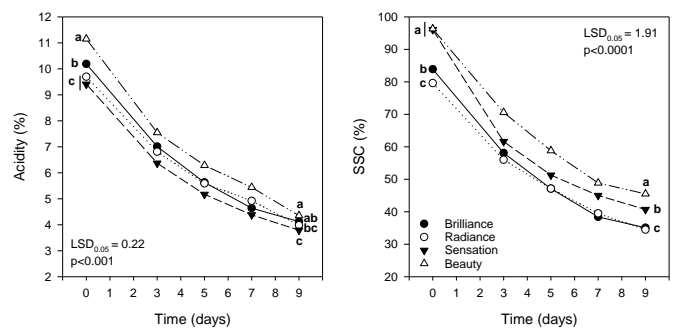 12
11
10
9
8
7
6
5
4
3
2
Acidity (%)
a
b
c
a
ab
bc
c
LSD0.05 = 0.22
p<0.001
0 1 2 3 4 5 6 7 8 9
Time (days)
100
90
80
70
60
50
40
30
20
SSC (%)
LSD0.05 = 1.91
p<0.0001
a
b
c
a
b
c
Brilliance
Radiance
Sensation
Beauty
0 1 2 3 4 5 6 7 8 9
Time (days)